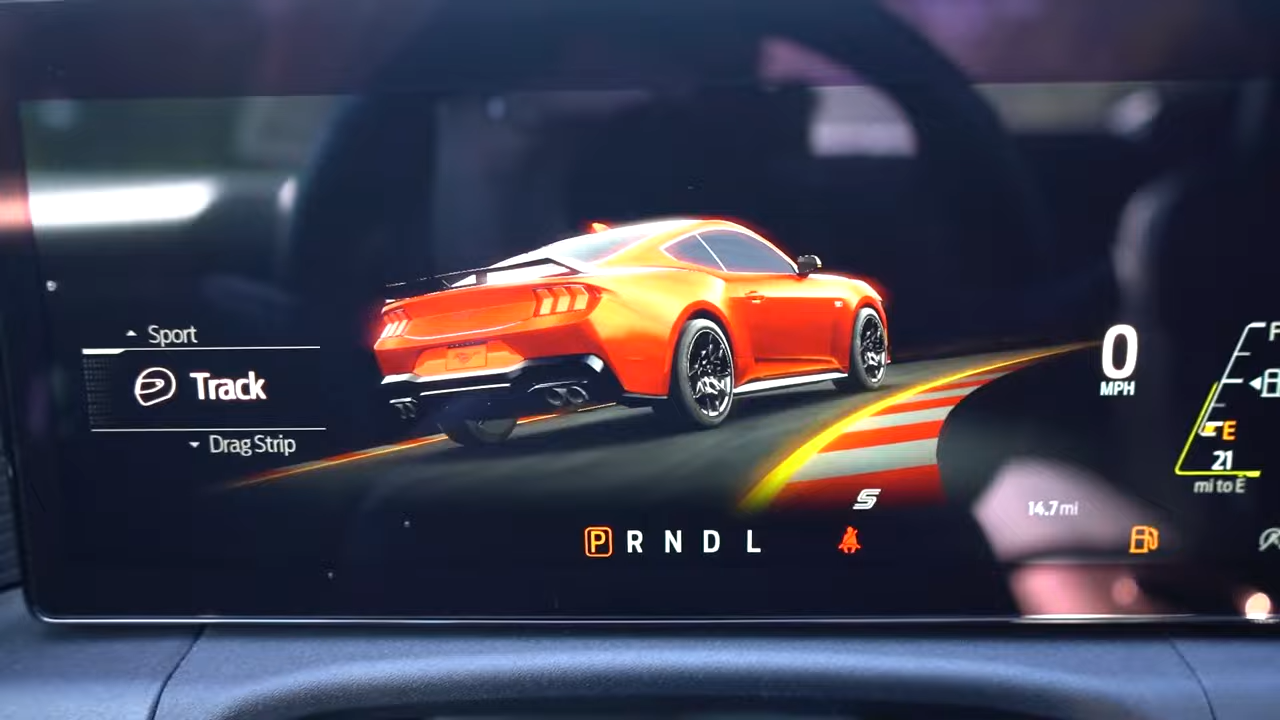 Sport
Track
Drag Strip
0
MPH
F
E
21
mi to E
S
14.7 mi
P R N D L